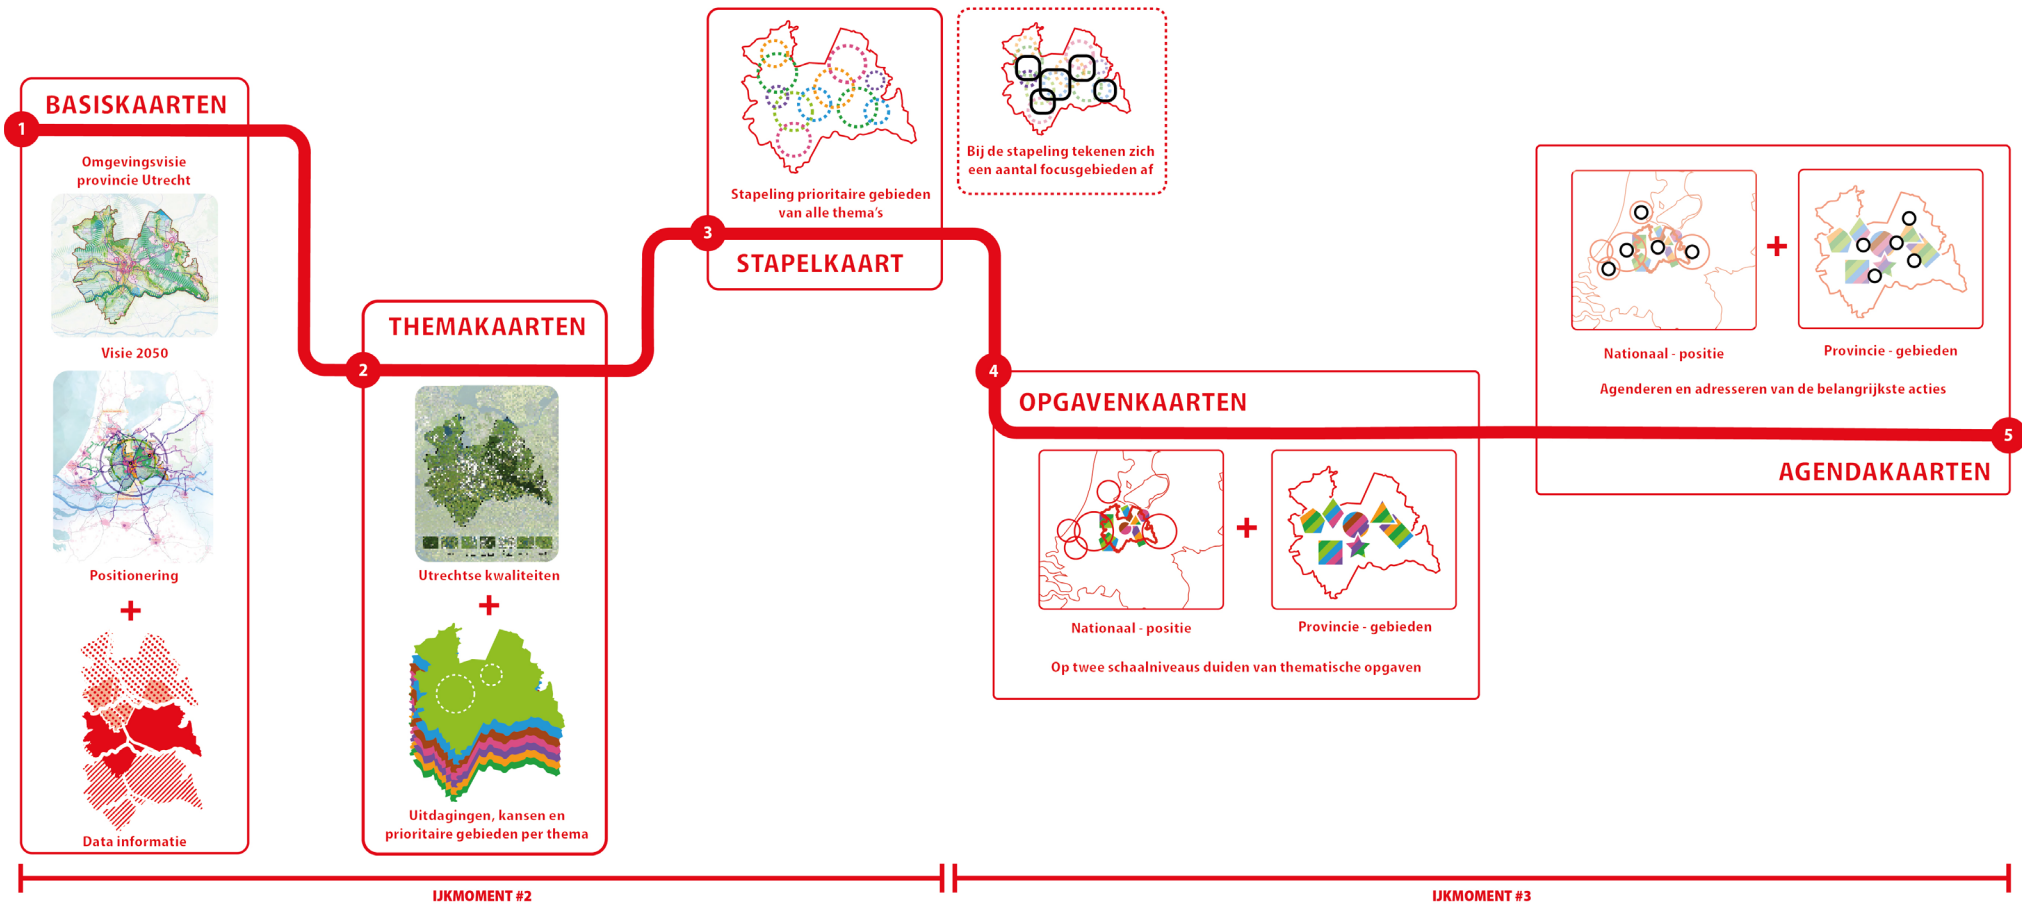 1
BASISKAARTEN
Omgevingsvisie
provincie Utrecht
Visie 2050
Positionering
+
Data informatie
2
THEMAKAARTEN
Utrechtse kwaliteiten
+
Uitdagingen, kansen en
prioritaire gebieden per thema
Stapeling prioritaire gebieden
van alle thema's
3
STAPELKAART
Bij de stapeling tekenen zich
een aantal focusgebieden af
4
OPGAVENKAARTEN
+
Nationaal - positie
Provincie - gebieden
Op twee schaalniveaus duiden van thematische opgaven
+
Nationaal - positie
Provincie - gebieden
Agenderen en adresseren van de belangrijkste acties
5
AGENDAKAARTEN
IJKMOMENT #2
IJKMOMENT #3